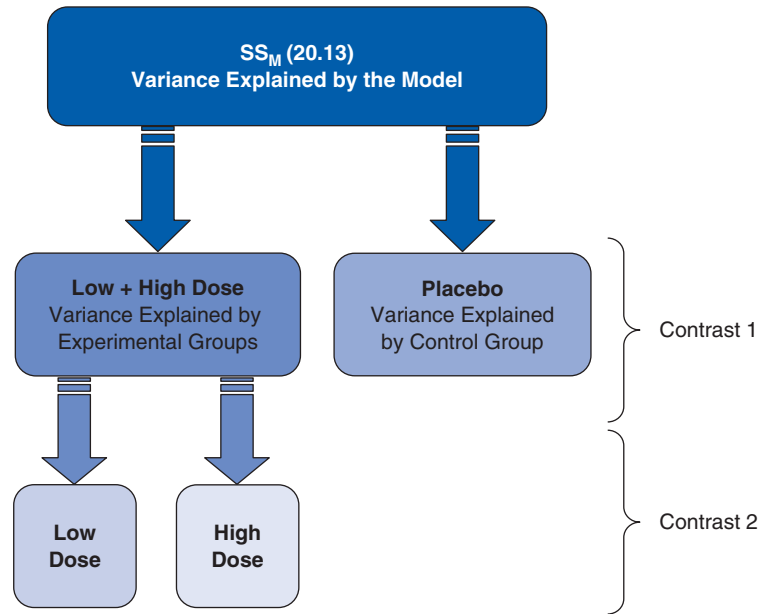 SSM (20.13)
Variance Explained by the Model
Low + High Dose
Variance Explained by
Experimental Groups
Placebo
Variance Explained
by Control Group
Contrast 1
Low
Dose
High
Dose
Contrast 2